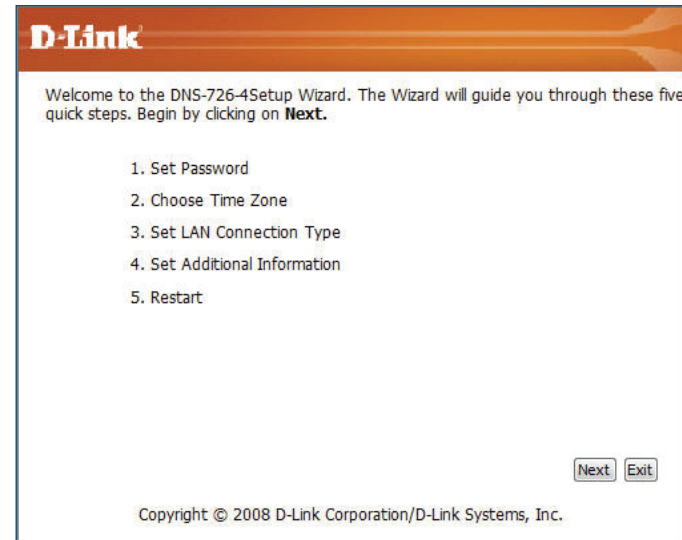 D-Link
Welcome to the DNS-726-4Setup Wizard. The Wizard will guide you through these five
quick steps. Begin by clicking on Next.
1. Set Password
2. Choose Time Zone
3. Set LAN Connection Type
4. Set Additional Information
5. Restart
Next Exit
Copyright © 2008 D-Link Corporation/D-Link Systems, Inc.